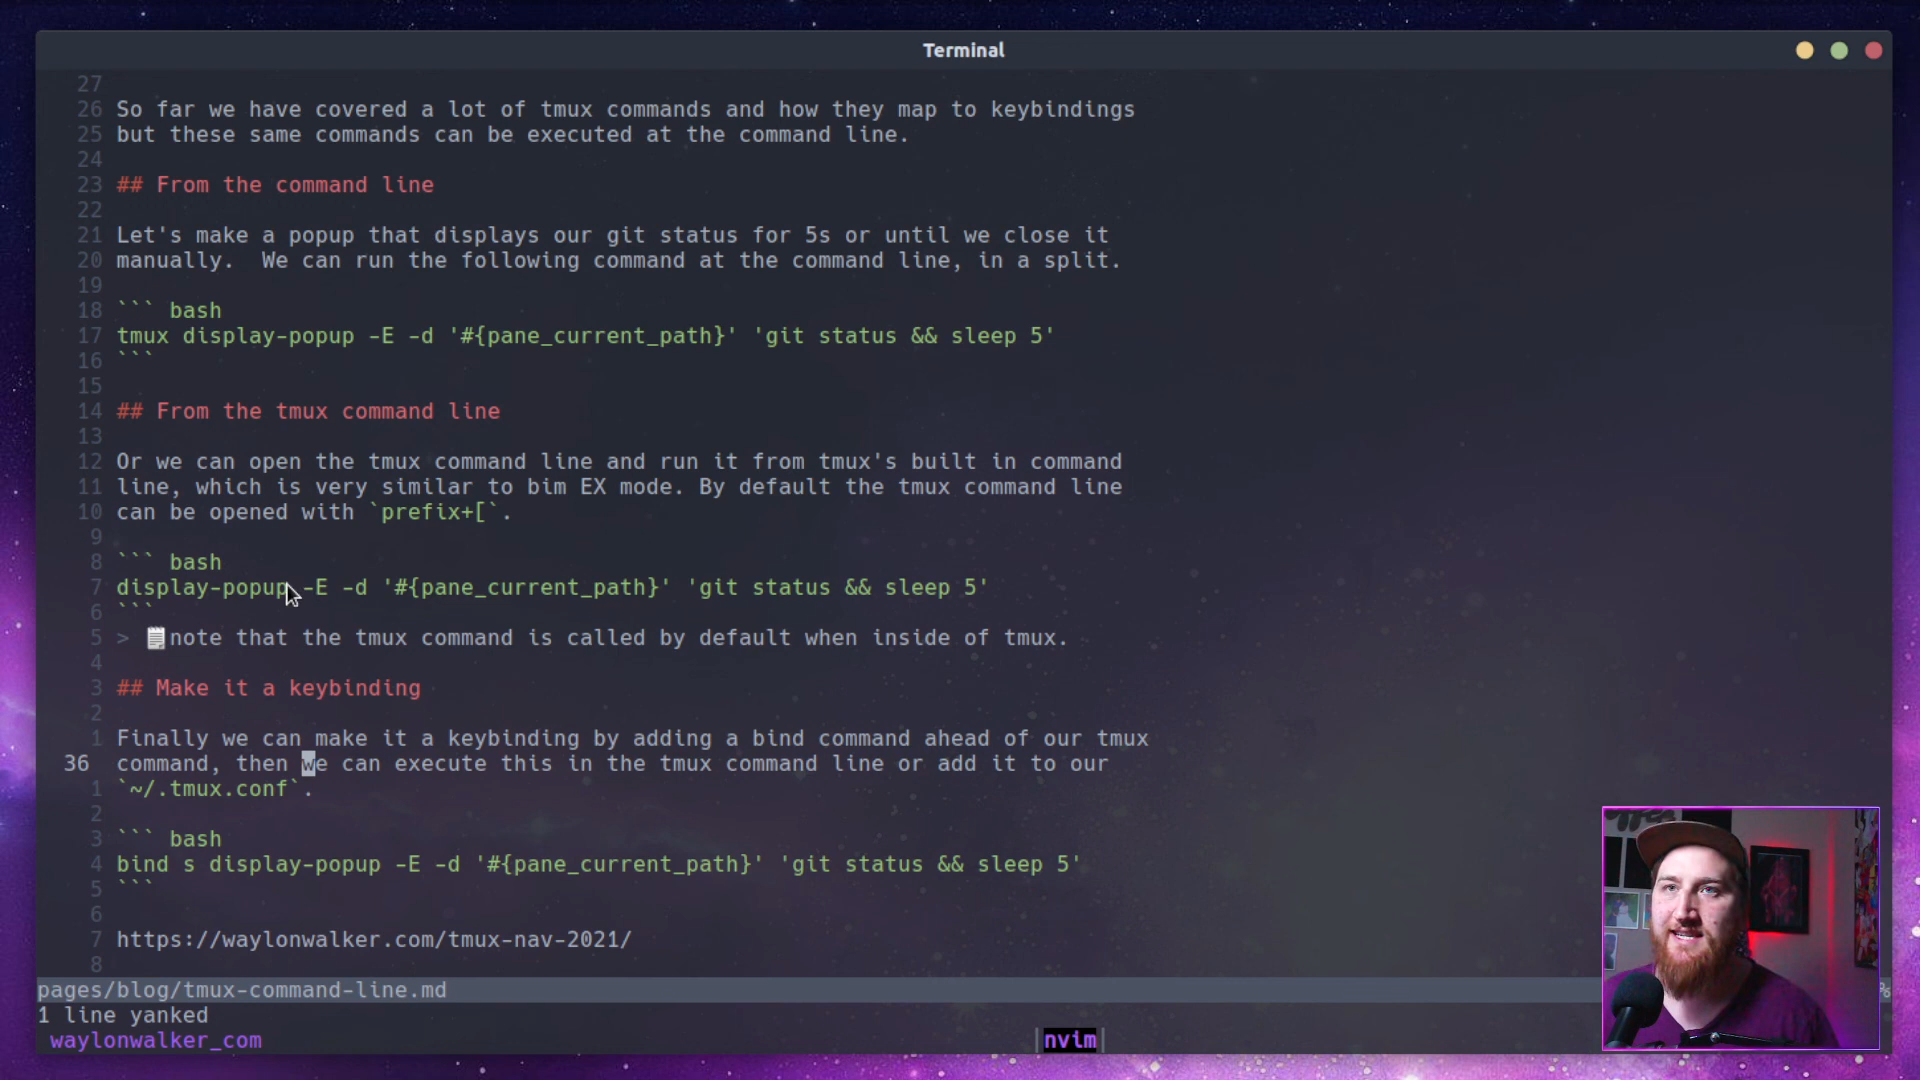 Terminal
27
26 So far we have covered a lot of tmux commands and how they map to keybindings
25 but these same commands can be executed at the command line.
24
23 ## From the command line
22
21 Let's make a popup that displays our git status for 5s or until we close it
20 manually.  We can run the following command at the command line, in a split.
19
18 ``` bash
17 tmux display-popup -E -d '#{pane_current_path}' 'git status && sleep 5'
16 ```
15
14 ## From the tmux command line
13
12 Or we can open the tmux command line and run it from tmux's built in command
11 line, which is very similar to bim EX mode. By default the tmux command line
10 can be opened with `prefix+[`.
9
8 ``` bash
7 display-popup -E -d '#{pane_current_path}' 'git status && sleep 5'
6 ```
5 > 🗒️note that the tmux command is called by default when inside of tmux.
4
3 ## Make it a keybinding
2
1 Finally we can make it a keybinding by adding a bind command ahead of our tmux
36 command, then we can execute this in the tmux command line or add it to our
1 `~/.tmux.conf`.
2
3 ``` bash
4 bind s display-popup -E -d '#{pane_current_path}' 'git status && sleep 5'
5 ```
6
7 https://waylonwalker.com/tmux-nav-2021/
8
pages/blog/tmux-command-line.md
1 line yanked
waylonwalker_com |nvim|